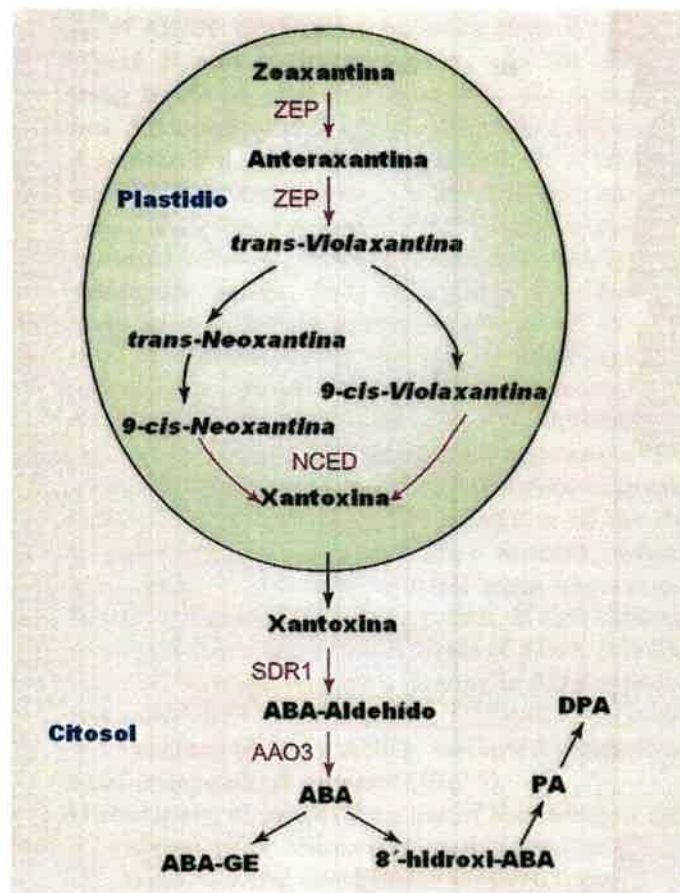 Zeaxantina
ZEP
Anteraxantina
Plastidio
ZEP
trans-Violaxantina
trans-Neoxantina
9-cis-Violaxantina
9-cis-Neoxantina
NCED
Xantoxina
Xantoxina
SDR1
ABA-Aldehído
DPA
Citosol
AAO3
ABA
PA
ABA-GE
8´-hidroxi-ABA